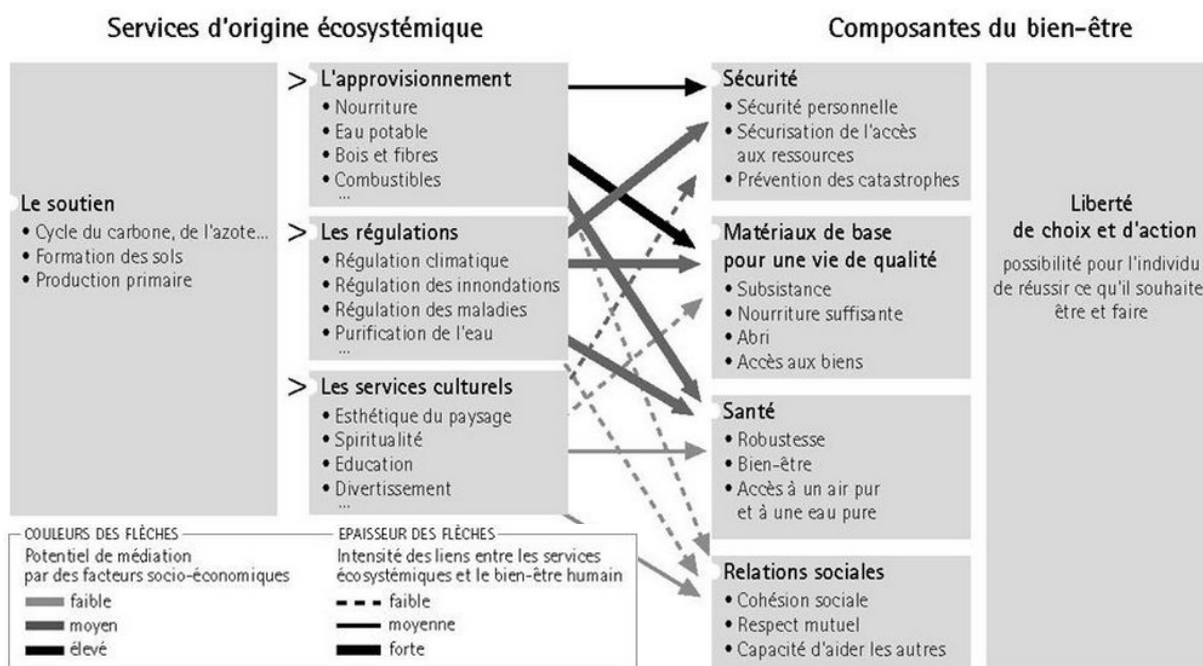 Services d'origine écosystémique
Composantes du bien-être
Le soutien
• Cycle du carbone, de l'azote...
• Formation des sols
• Production primaire
> L'approvisionnement
• Nourriture
• Eau potable
• Bois et fibres
• Combustibles
...
> Les régulations
• Régulation climatique
• Régulation des innondations
• Régulation des maladies
• Purification de l'eau
...
> Les services culturels
• Esthétique du paysage
• Spiritualité
• Education
• Divertissement
...
Sécurité
• Sécurité personnelle
• Sécurisation de l'accès
aux ressources
• Prévention des catastrophes
Matériaux de base
pour une vie de qualité
• Subsistance
• Nourriture suffisante
• Abri
• Accès aux biens
Santé
• Robustesse
• Bien-être
• Accès à un air pur
et à une eau pure
Relations sociales
• Cohésion sociale
• Respect mutuel
• Capacité d'aider les autres
Liberté
de choix et d'action
possibilité pour l'individu
de réussir ce qu'il souhaite
être et faire
COULEURS DES FLÈCHES
Potentiel de médiation
par des facteurs socio-économiques
faible
moyen
élevé
EPAISSEUR DES FLÈCHES
Intensité des liens entre les services
écosystémiques et le bien-être humain
faible
moyenne
forte